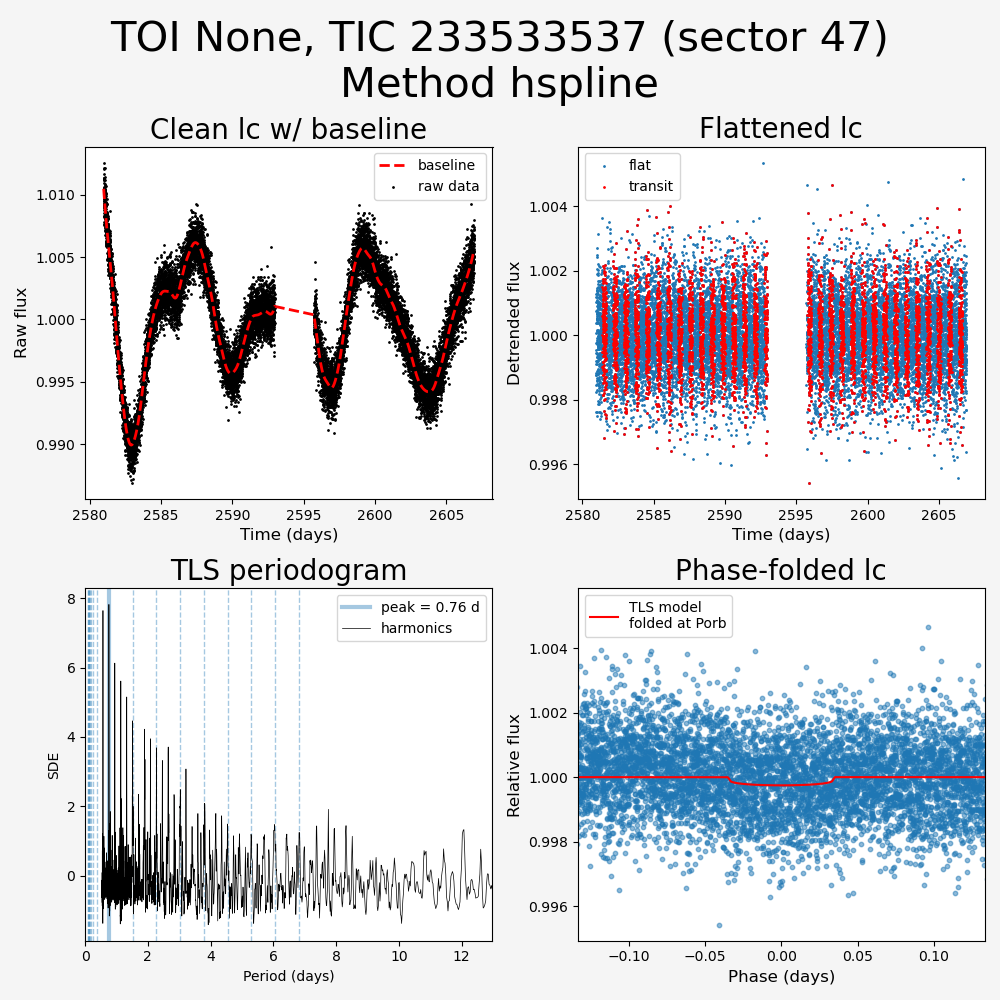 TOI None, TIC 233533537 (sector 47)
Method hspline
Clean lc w/ baseline
baseline
raw data
1.010
1.005
1.000
0.995
0.990
Raw flux
2580
2585
2590
2595
2600
2605
Time (days)
Flattened lc
flat
transit
1.004
1.002
1.000
0.998
0.996
Detrended flux
2580
2585
2590
2595
2600
2605
Time (days)
TLS periodogram
peak = 0.76 d
harmonics
8
6
4
2
0
SDE
0
2
4
6
8
10
12
Period (days)
Phase-folded lc
TLS model
folded at Porb
1.004
1.002
1.000
0.998
0.996
Relative flux
−0.10
−0.05
0.00
0.05
0.10
Phase (days)